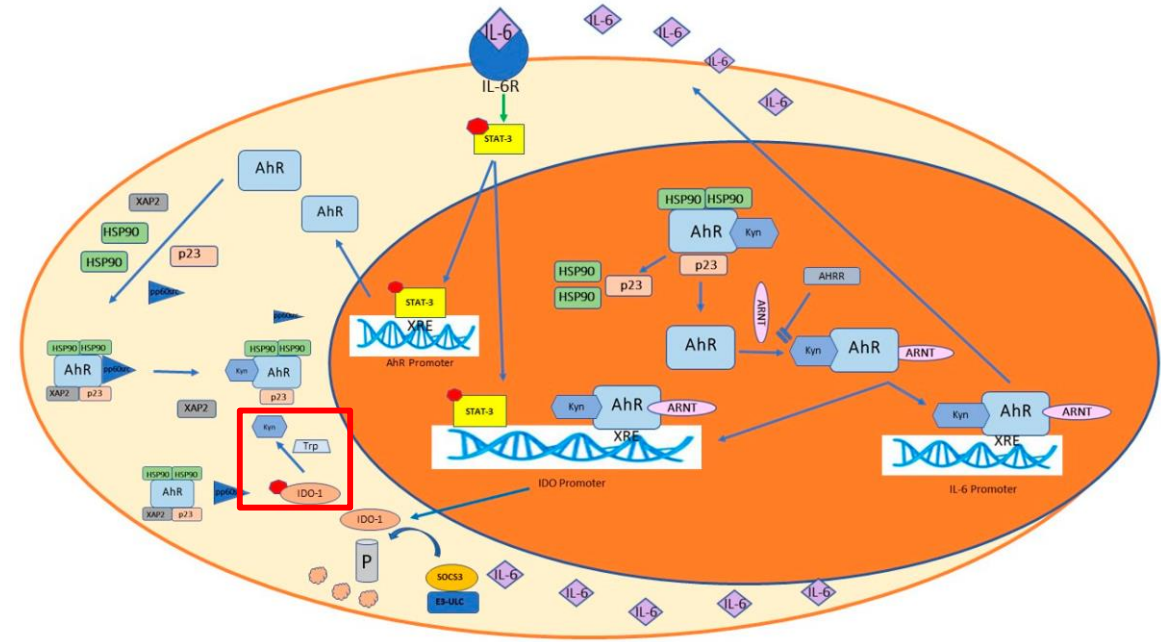 IL-6
IL-6
IL-6
IL-6
IL-6
IL-6R
STAT-3
AhR
XAP2
AhR
HSP90
p23
HSP90
pp60src
HSP90 HSP90
AhR
Kyn
p23
HSP90
p23
HSP90
AHRR
ARNT
STAT-3
XRE
AhR Promoter
pp60src
AhR
Kyn
AhR
ARNT
HSP90 HSP90
AhR
pp60src
XAP2
p23
HSP90 HSP90
Kyn
AhR
p23
XAP2
Kyn
Trp
STAT-3
Kyn
AhR
ARNT
XRE
IDO Promoter
Kyn
AhR
ARNT
XRE
IL-6 Promoter
HSP90 HSP90
AhR
XAP2
p23
IDO-1
IDO-1
P
SOCS3
E3-ULC
IL-6
IL-6
IL-6
IL-6
IL-6